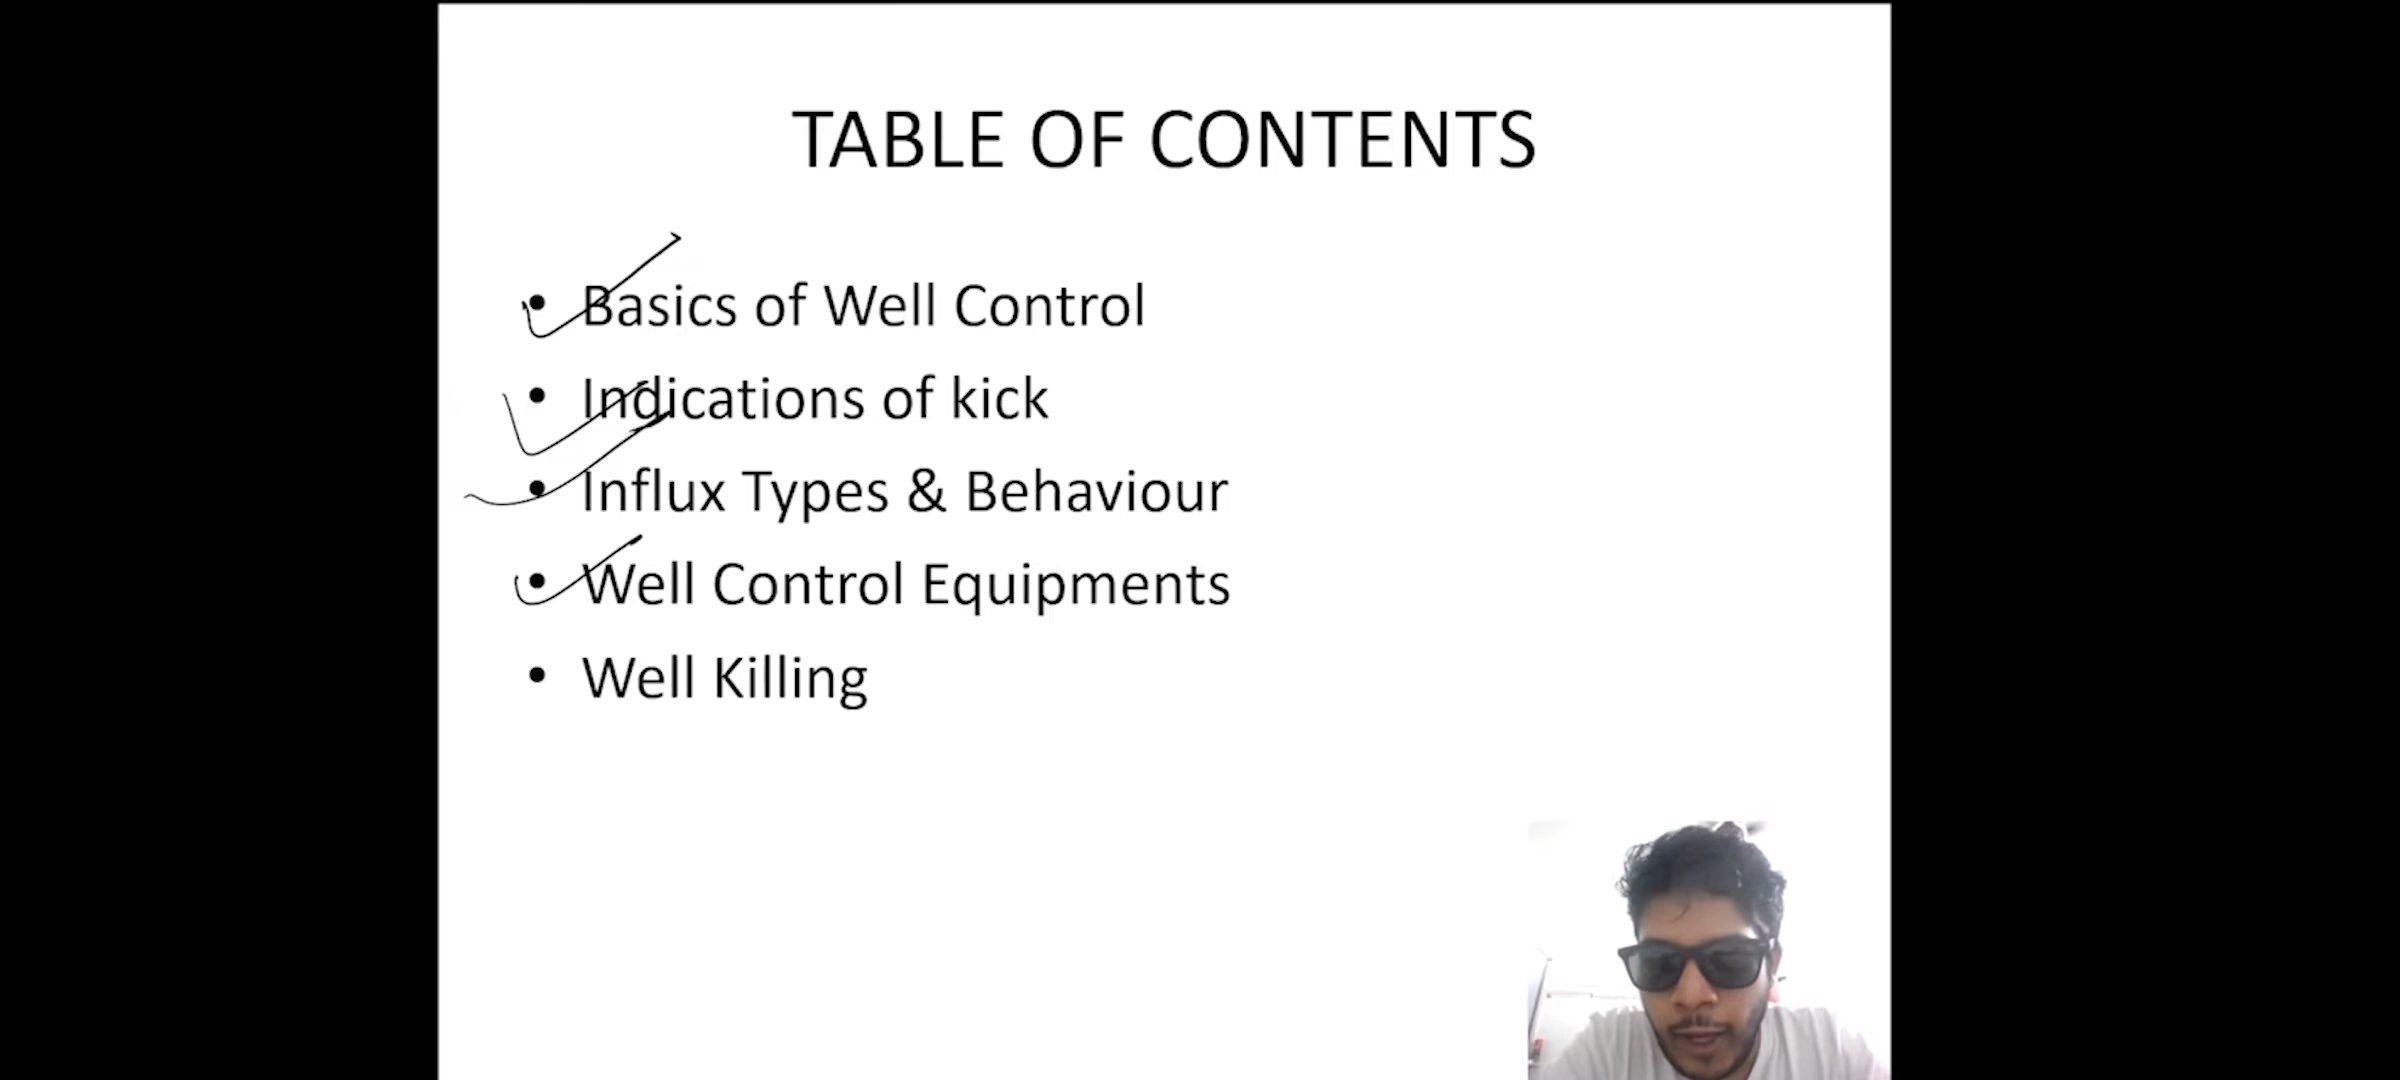 TABLE OF CONTENTS
• Basics of Well Control
• Indications of kick
• Influx Types & Behaviour
• Well Control Equipments
• Well Killing